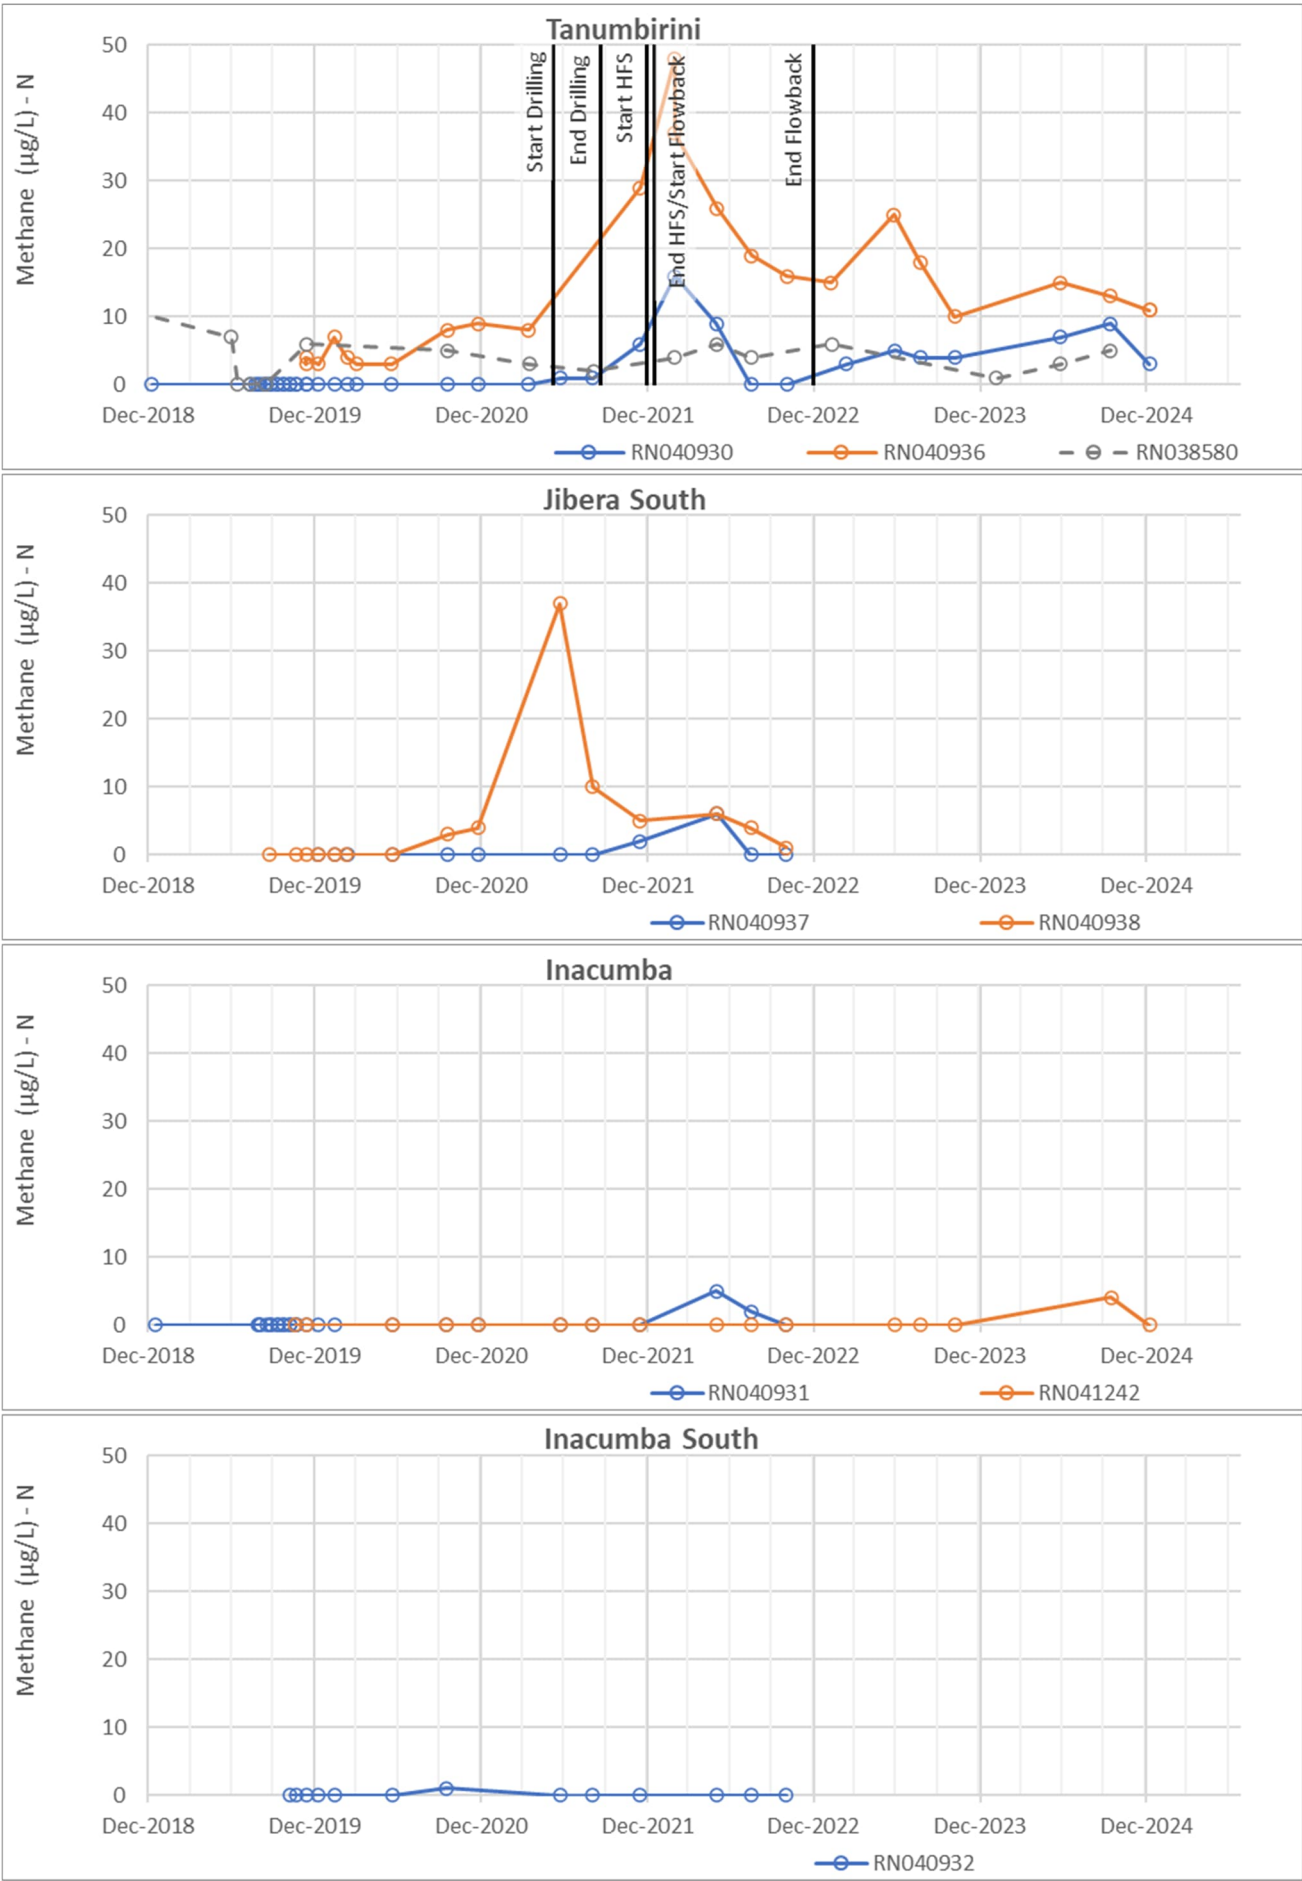 Tanumbirini
Methane (µg/L) - N
50
40
30
20
10
0
Start Drilling
End Drilling
Start HFS
End HFS/Start Flowback
End Flowback
Dec-2018 Dec-2019 Dec-2020 Dec-2021 Dec-2022 Dec-2023 Dec-2024
RN040930 RN040936 RN038580
Jibera South
Methane (µg/L) - N
50
40
30
20
10
0
Dec-2018 Dec-2019 Dec-2020 Dec-2021 Dec-2022 Dec-2023 Dec-2024
RN040937 RN040938
Inacumba
Methane (µg/L) - N
50
40
30
20
10
0
Dec-2018 Dec-2019 Dec-2020 Dec-2021 Dec-2022 Dec-2023 Dec-2024
RN040931 RN041242
Inacumba South
Methane (µg/L) - N
50
40
30
20
10
0
Dec-2018 Dec-2019 Dec-2020 Dec-2021 Dec-2022 Dec-2023 Dec-2024
RN040932